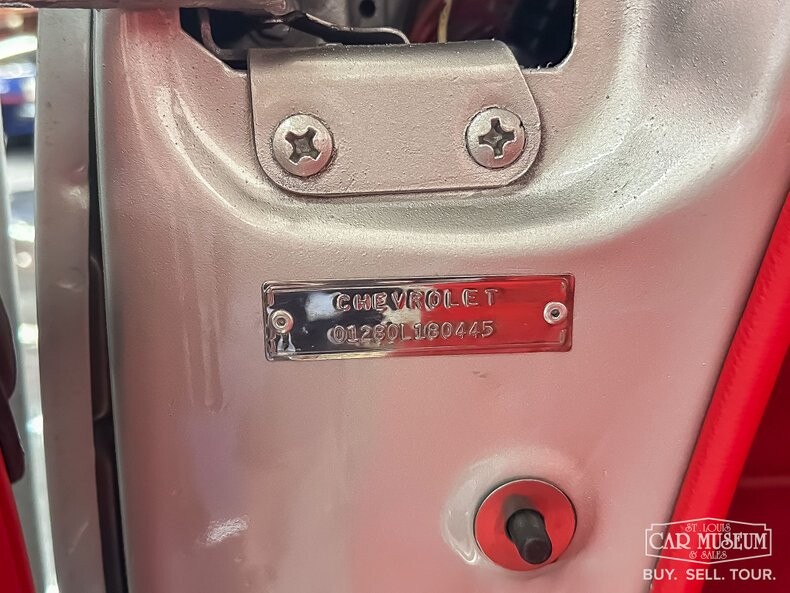 CHEVROLET
01280L180445
ST. LOUIS
CAR MUSEUM
& SALES
BUY. SELL. TOUR.